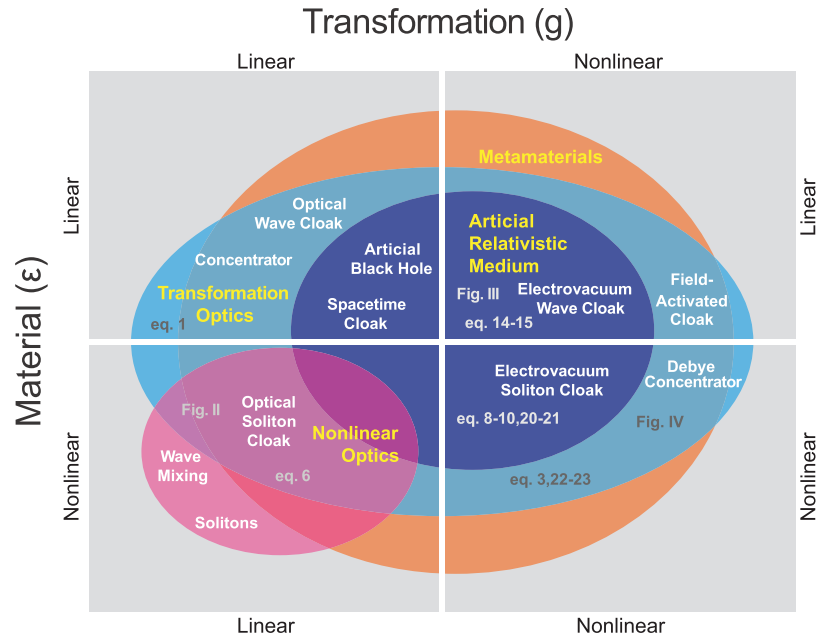 Transformation (g)
Linear
Nonlinear
Material (ε)
Linear
Linear
Metamaterials
Optical
Wave Cloak
Concentrator
Transformation
Optics
eq. 1
Articial
Black Hole
Spacetime
Cloak
Articial
Relativistic
Medium
Fig. III
Electrovacuum
Wave Cloak
eq. 14-15
Field-
Activated
Cloak
Nonlinear
Nonlinear
Fig. II
Optical
Soliton
Cloak
Nonlinear
Optics
Wave
Mixing
eq. 6
Solitons
Electrovacuum
Soliton Cloak
eq. 8-10,20-21
Debye
Concentrator
Fig. IV
eq. 3,22-23
Linear
Nonlinear